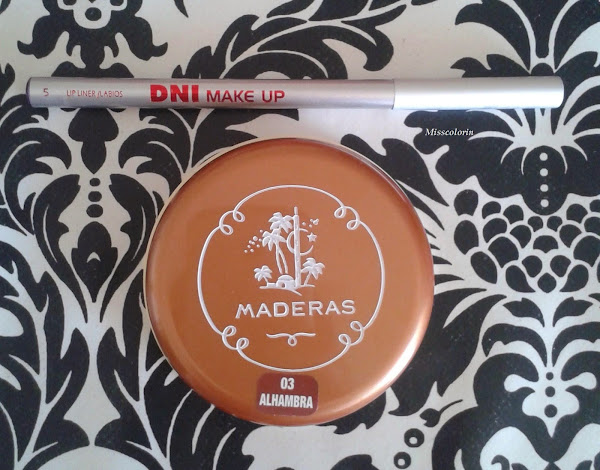 5 LIP LINER /LABIOS DNI MAKE UP
Misscolorin
MADERAS
03
ALHAMBRA